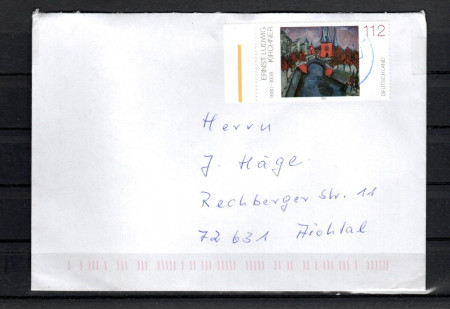 ERNST LUDWIG
KIRCHNER
1880-1938
112
DEUTSCHLAND
Herrn
J. Häge
Rechberger Str. 11
72631 Aichtal